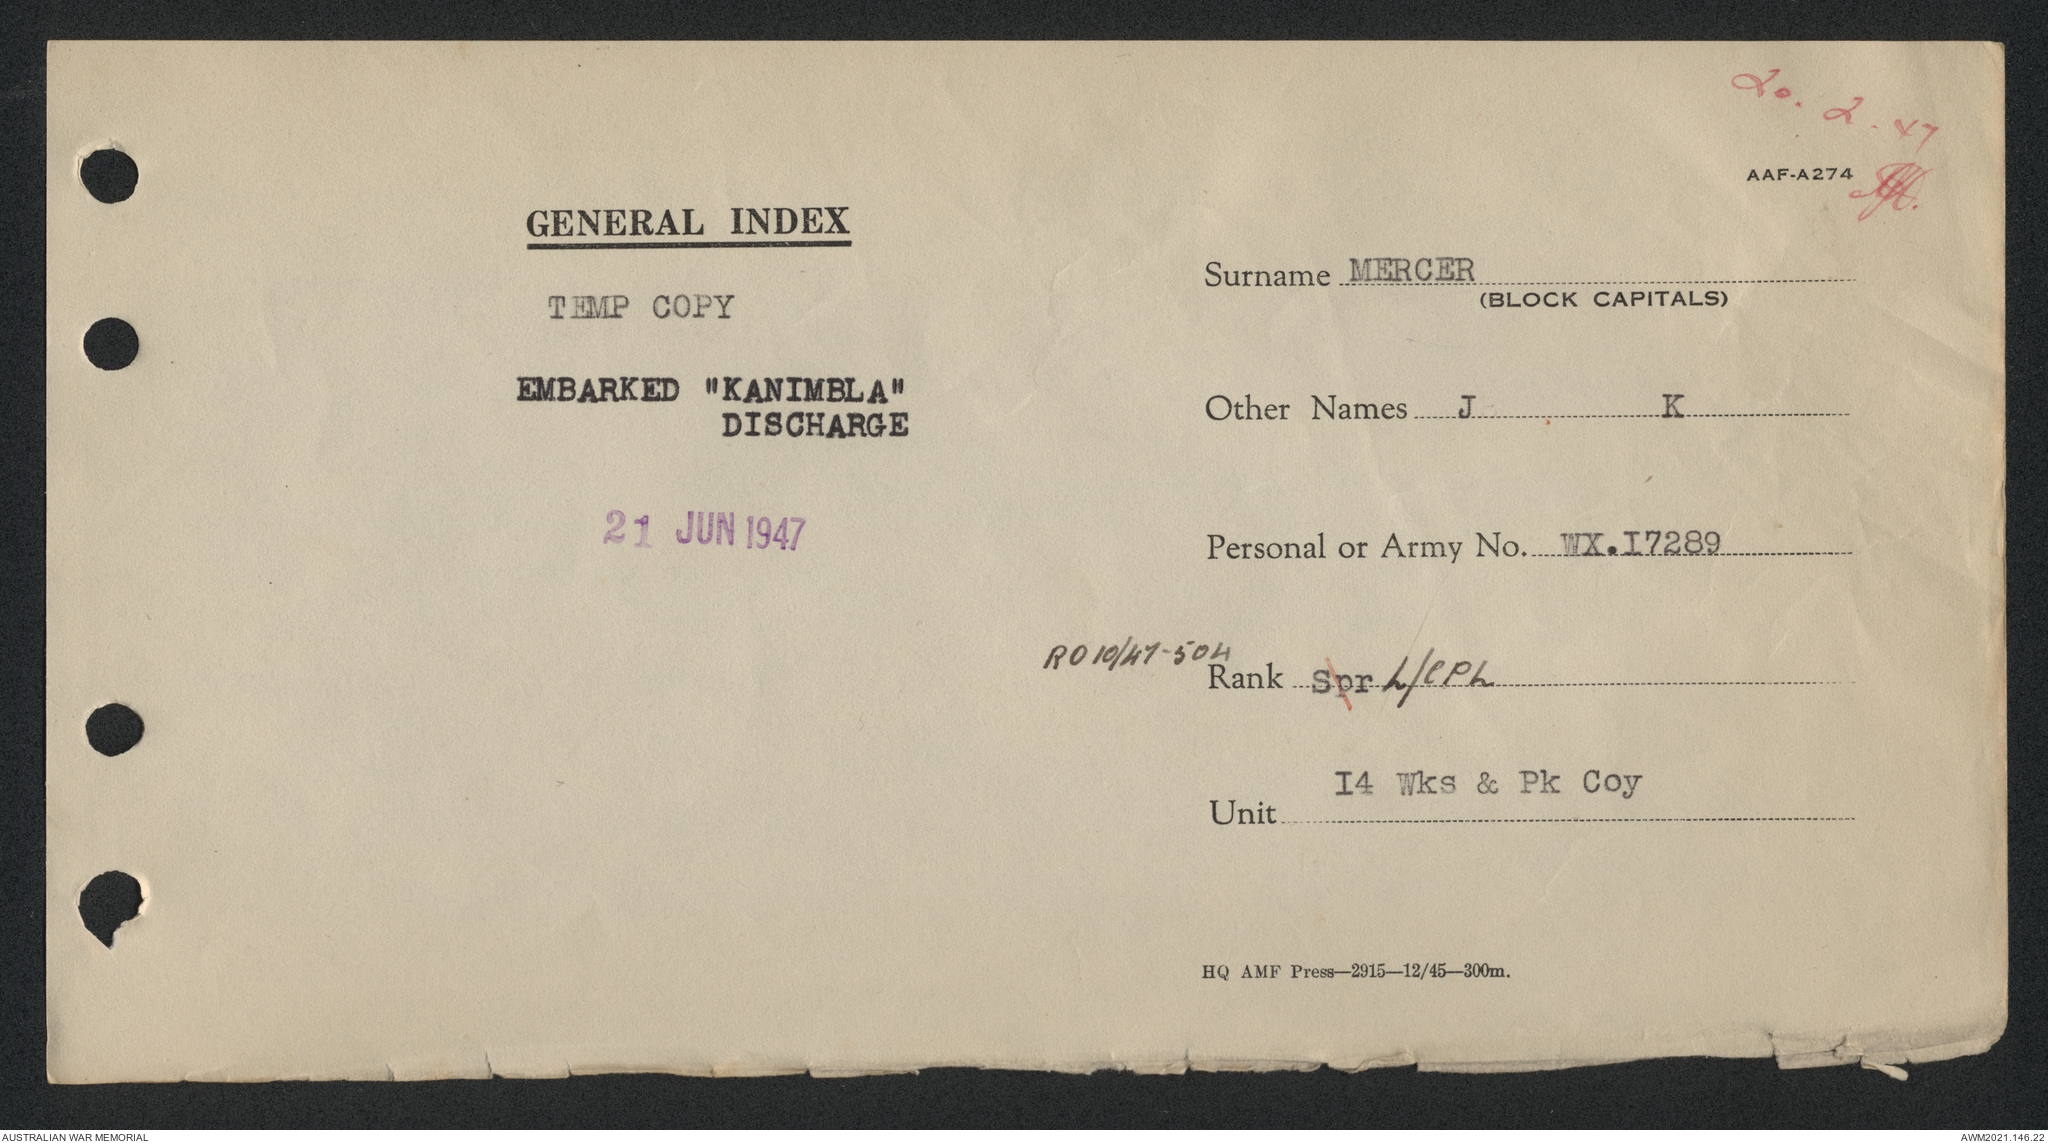 20. 2. 47
AAF-A274
GENERAL INDEX
TEMP COPY
EMBARKED "KANIMBLA"
DISCHARGE
21 JUN 1947
Surname MERCER
(BLOCK CAPITALS)
Other Names J K
Personal or Army No. WX.I7289
RO 10/47-504
Rank Spr L/CPL
Unit I4 Wks & Pk Coy
HQ AMF Press—2915—12/45—300m.
AUSTRALIAN WAR MEMORIAL
AWM2021.146.22